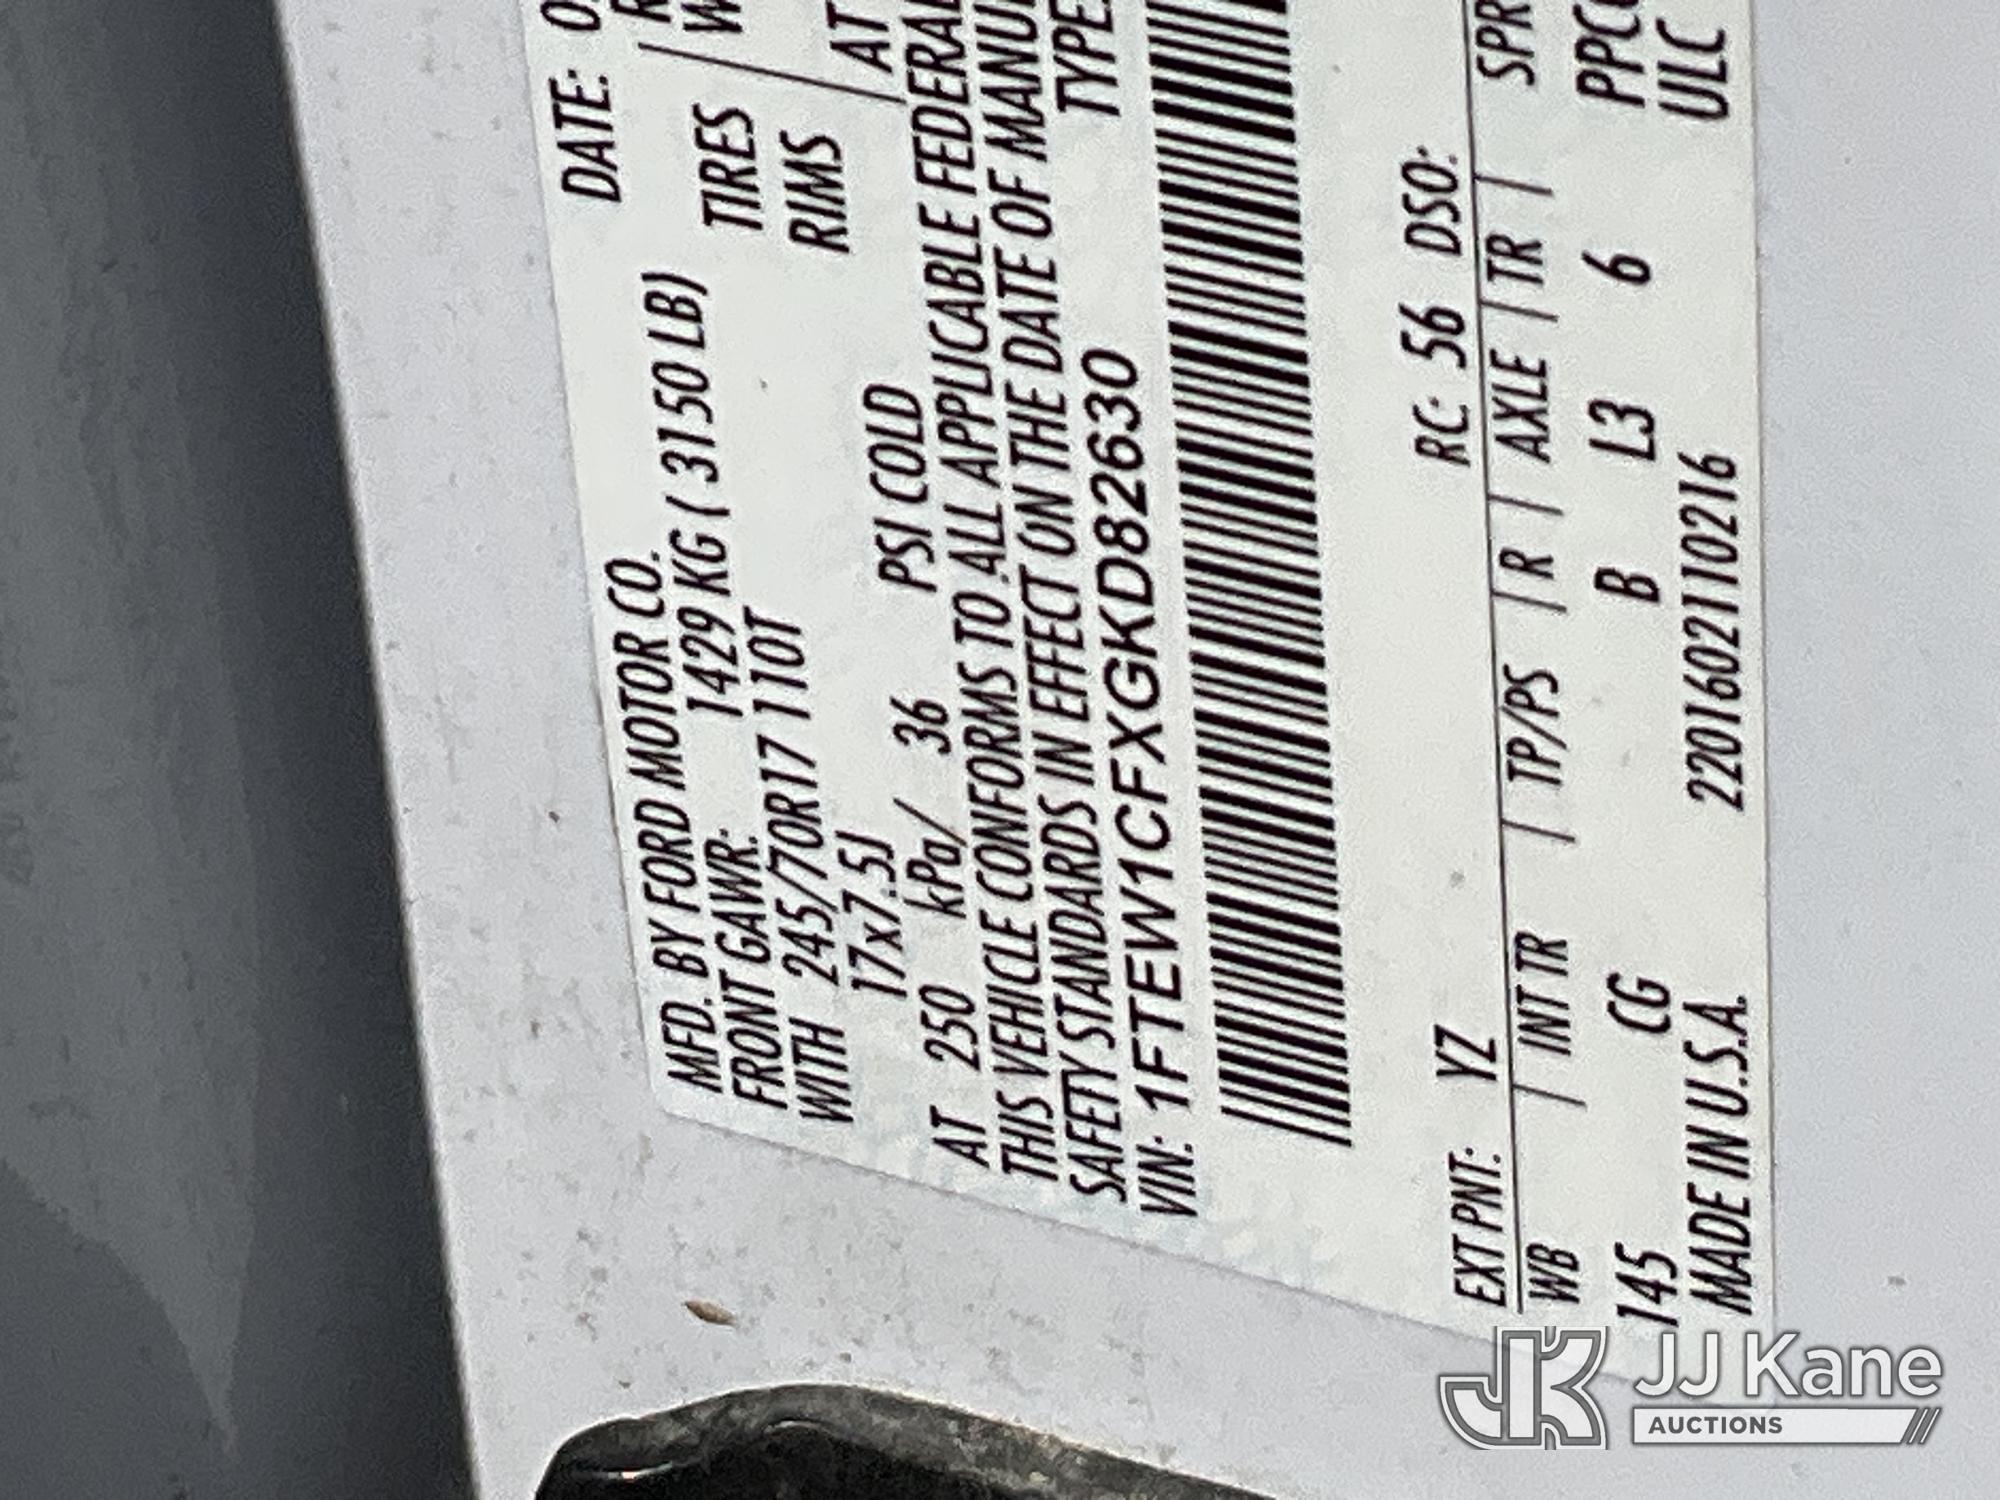 MFD. BY FORD MOTOR CO. DATE:
FRONT GAWR: 1429 KG ( 3150 LB)
WITH 245/70R17 110T TIRES
17x7.5J RIMS
AT 250 kPa/ 36 PSI COLD AT
THIS VEHICLE CONFORMS TO ALL APPLICABLE FEDERAL
SAFETY STANDARDS IN EFFECT ON THE DATE OF MANU
VIN: 1FTEW1CFXGKD82630 TYPE:
EXT PNT: YZ RC: 56 DSO:
WB | INT TR | TP/PS | R | AXLE | TR | SPR
145 CG B L3 6 PPC
MADE IN U.S.A. 2201602110216 ULC
JJ Kane
AUCTIONS